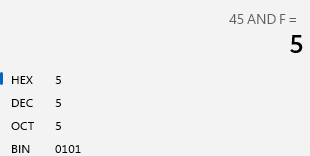 45 AND F =
5
HEX 5
DEC 5
OCT 5
BIN 0101